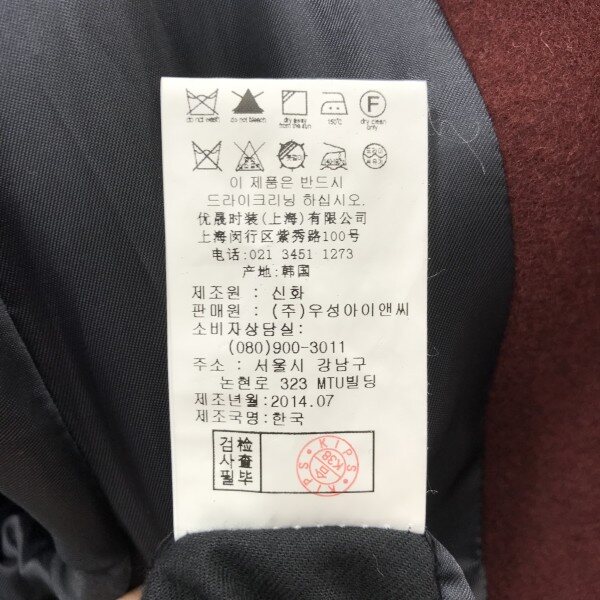 do not wash do not bleach dry away from the sun 150℃ dry clean only
F
이 제품은 반드시
드라이크리닝 하십시오.
优晟时装(上海)有限公司
上海闵行区紫秀路100号
电话:021 3451 1273
产地:韩国
제조원 : 신화
판매원 : (주)우성아이앤씨
소비자상담실:
(080)900-3011
주소 : 서울시 강남구
논현로 323 MTU빌딩
제조년월:2014.07
제조국명:한국
검사필 檢查畢
KIPS K38 KIPS